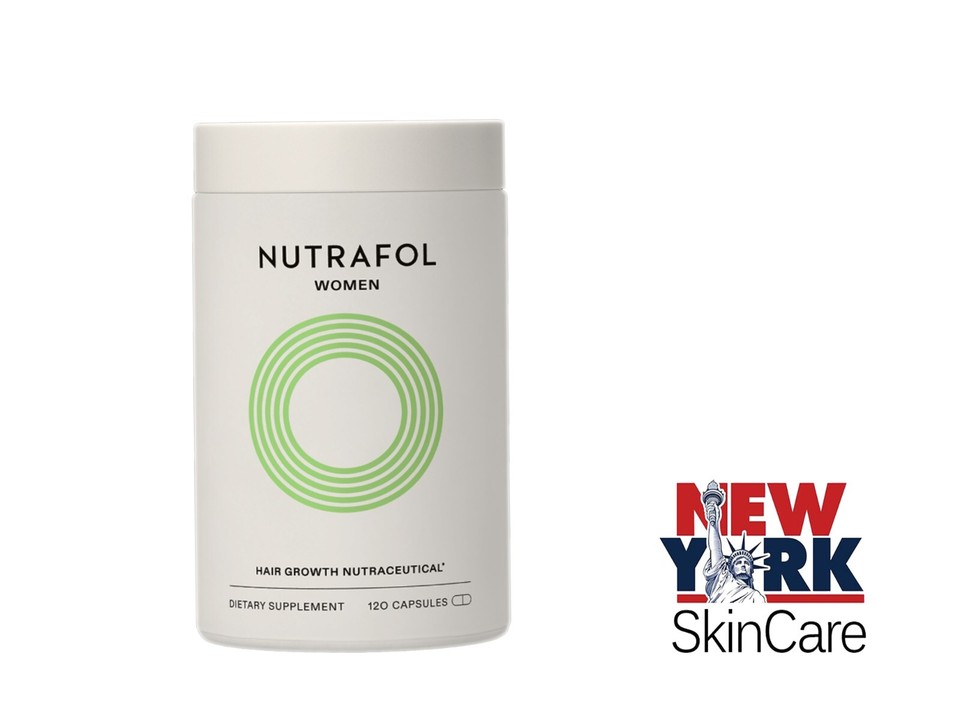 NUTRAFOL
WOMEN
HAIR GROWTH NUTRACEUTICAL*
DIETARY SUPPLEMENT 120 CAPSULES
NEW
YORK
SkinCare